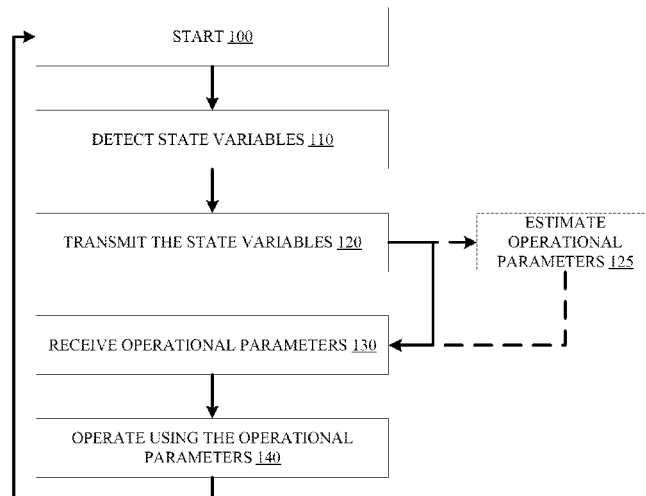 START 100
DETECT STATE VARIABLES 110
TRANSMIT THE STATE VARIABLES 120
ESTIMATE
OPERATIONAL
PARAMETERS 125
RECEIVE OPERATIONAL PARAMETERS 130
OPERATE USING THE OPERATIONAL
PARAMETERS 140